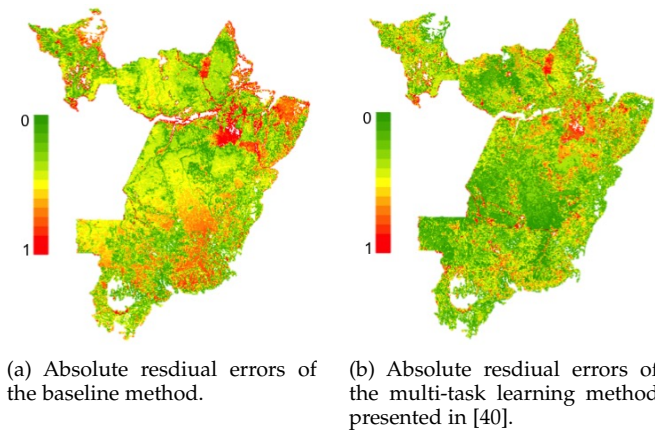 0
1
0
1
(a) Absolute resdiual errors of
the baseline method.
(b) Absolute resdiual errors of
the multi-task learning method
presented in [40].